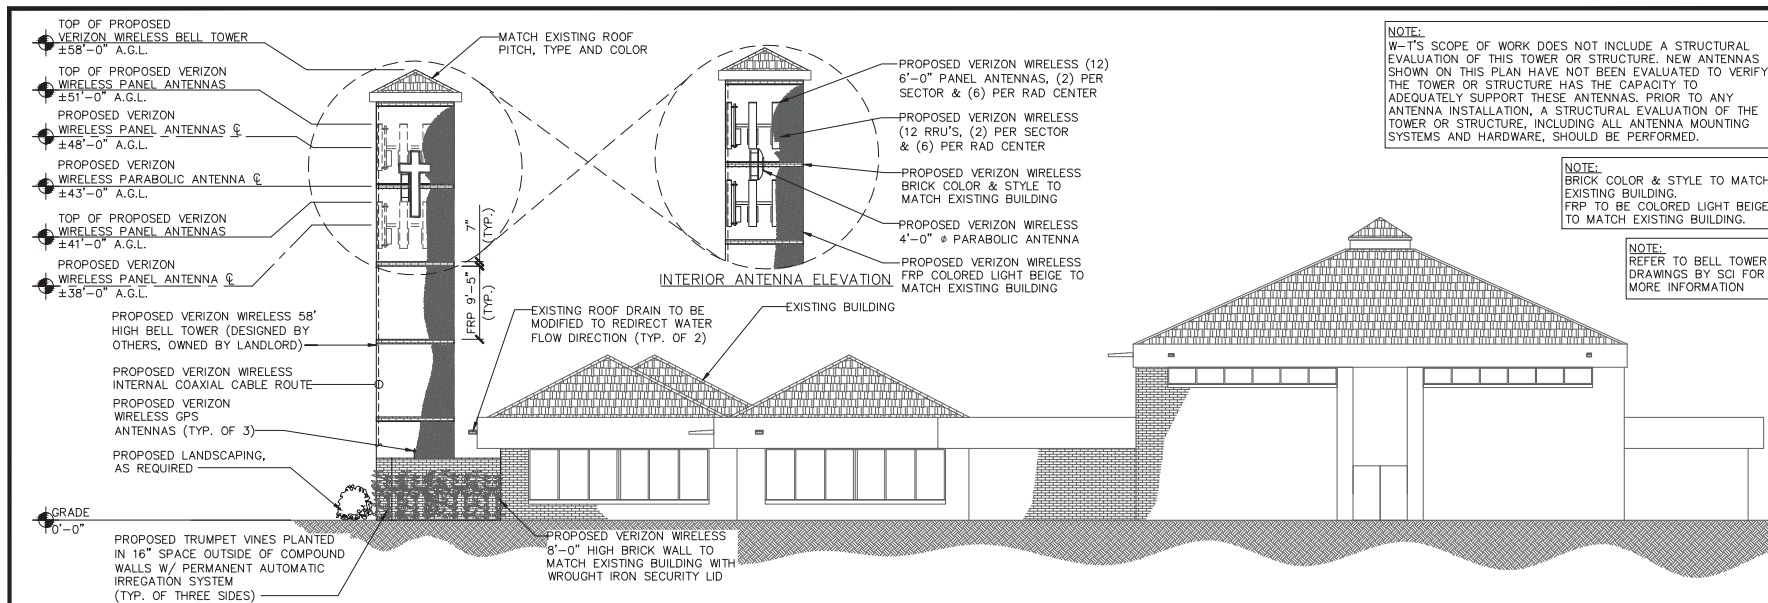 TOP OF PROPOSED
VERIZON WIRELESS BELL TOWER
±58'-0" A.G.L.
TOP OF PROPOSED VERIZON
WIRELESS PANEL ANTENNAS
±51'-0" A.G.L.
PROPOSED VERIZON
WIRELESS PANEL ANTENNAS ℄
±48'-0" A.G.L.
PROPOSED VERIZON
WIRELESS PARABOLIC ANTENNA ℄
±43'-0" A.G.L.
TOP OF PROPOSED VERIZON
WIRELESS PANEL ANTENNAS
±41'-0" A.G.L.
PROPOSED VERIZON
WIRELESS PANEL ANTENNA ℄
±38'-0" A.G.L.
PROPOSED VERIZON WIRELESS 58'
HIGH BELL TOWER (DESIGNED BY
OTHERS, OWNED BY LANDLORD)
PROPOSED VERIZON WIRELESS
INTERNAL COAXIAL CABLE ROUTE
PROPOSED VERIZON
WIRELESS GPS
ANTENNAS (TYP. OF 3)
PROPOSED LANDSCAPING,
AS REQUIRED
GRADE
0'-0"
PROPOSED TRUMPET VINES PLANTED
IN 16" SPACE OUTSIDE OF COMPOUND
WALLS W/ PERMANENT AUTOMATIC
IRREGATION SYSTEM
(TYP. OF THREE SIDES)
MATCH EXISTING ROOF
PITCH, TYPE AND COLOR
7"
(TYP.)
FRP 9'-5"
(TYP.)
EXISTING ROOF DRAIN TO BE
MODIFIED TO REDIRECT WATER
FLOW DIRECTION (TYP. OF 2)
PROPOSED VERIZON WIRELESS
8'-0" HIGH BRICK WALL TO
MATCH EXISTING BUILDING WITH
WROUGHT IRON SECURITY LID
INTERIOR ANTENNA ELEVATION
EXISTING BUILDING
PROPOSED VERIZON WIRELESS (12)
6'-0" PANEL ANTENNAS, (2) PER
SECTOR & (6) PER RAD CENTER
PROPOSED VERIZON WIRELESS
(12 RRU'S, (2) PER SECTOR
& (6) PER RAD CENTER
PROPOSED VERIZON WIRELESS
BRICK COLOR & STYLE TO
MATCH EXISTING BUILDING
PROPOSED VERIZON WIRELESS
4'-0" ø PARABOLIC ANTENNA
PROPOSED VERIZON WIRELESS
FRP COLORED LIGHT BEIGE TO
MATCH EXISTING BUILDING
NOTE:
W-T'S SCOPE OF WORK DOES NOT INCLUDE A STRUCTURAL
EVALUATION OF THIS TOWER OR STRUCTURE. NEW ANTENNAS
SHOWN ON THIS PLAN HAVE NOT BEEN EVALUATED TO VERIFY
THE TOWER OR STRUCTURE HAS THE CAPACITY TO
ADEQUATELY SUPPORT THESE ANTENNAS. PRIOR TO ANY
ANTENNA INSTALLATION, A STRUCTURAL EVALUATION OF THE
TOWER OR STRUCTURE, INCLUDING ALL ANTENNA MOUNTING
SYSTEMS AND HARDWARE, SHOULD BE PERFORMED.
NOTE:
BRICK COLOR & STYLE TO MATCH
EXISTING BUILDING.
FRP TO BE COLORED LIGHT BEIGE
TO MATCH EXISTING BUILDING.
NOTE:
REFER TO BELL TOWER
DRAWINGS BY SCI FOR
MORE INFORMATION